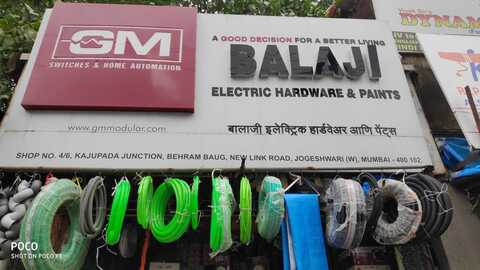 GM
SWITCHES & HOME AUTOMATION
www.gmmodular.com
A GOOD DECISION FOR A BETTER LIVING
BALAJI
ELECTRIC HARDWARE & PAINTS
बालाजी इलेक्ट्रिक हार्डवेअर आणि पेंट्स
SHOP NO. 4/6, KAJUPADA JUNCTION, BEHRAM BAUG, NEW LINK ROAD, JOGESHWARI (W), MUMBAI - 400 102.
DYNAM
HINDI
POCO
SHOT ON POCO